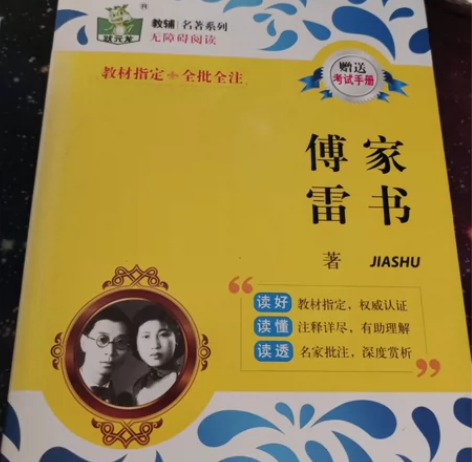 状元龙
®
教辅|名著系列
无障碍阅读
教材指定+全批全注
赠送
考试手册
傅家
雷书
著 JIASHU
“
读好 教材指定，权威认证
读懂 注释详尽，有助理解
读透 名家批注，深度赏析
”